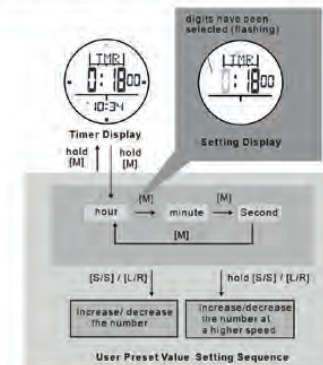 digits have been
selected (flashing)
TMR
0:18 00
10:34
TMR
0:18 00
Timer Display
Setting Display
hold
[M]
hold
[M]
hour
[M]
minute
[M]
Second
[M]
[S/S] / [L/R]
hold [S/S] / [L/R]
Increase/ decrease
the number
increase/decrease
the number at
a higher speed
User Preset Value Setting Sequence